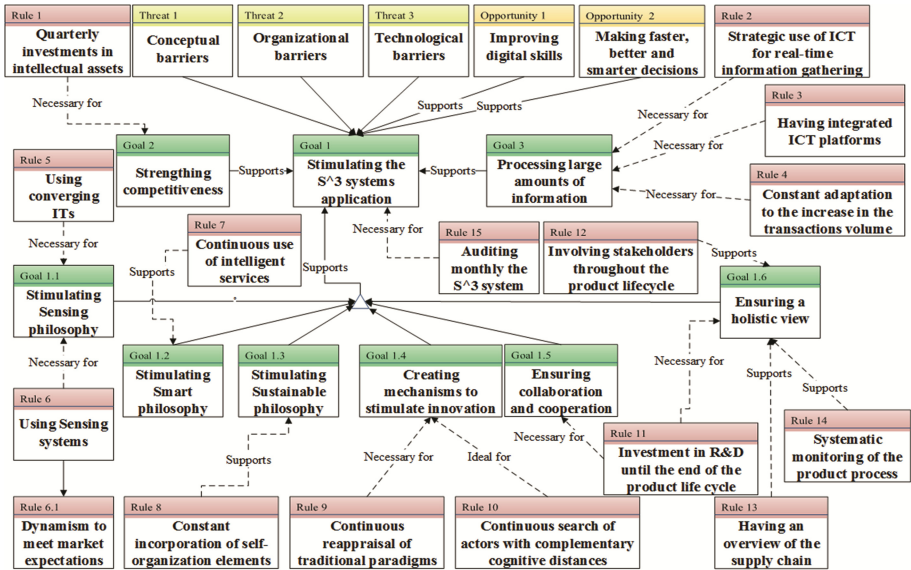 Rule 1
Quarterly
investments in
intellectual assets
Threat 1
Conceptual
barriers
Threat 2
Organizational
barriers
Threat 3
Technological
barriers
Opportunity 1
Improving
digital skills
Opportunity 2
Making faster,
better and
smarter decisions
Rule 2
Strategic use of ICT
for real-time
information gathering
Necessary for
Supports
Supports
Necessary for
Rule 3
Having integrated
ICT platforms
Necessary for
Goal 2
Strengthing
competitiveness
Supports
Goal 1
Stimulating the
S^3 systems
application
Supports
Goal 3
Processing large
amounts of
information
Necessary for
Rule 4
Constant adaptation
to the increase in the
transactions volume
Rule 5
Using
converging
ITs
Necessary for
Rule 7
Continuous use
of intelligent
services
Necessary for
Rule 15
Auditing
monthly the
S^3 system
Rule 12
Involving stakeholders
throughout the
product lifecycle
Supports
Supports
Supports
Goal 1.1
Stimulating
Sensing
philosophy
Goal 1.6
Ensuring a
holistic view
Necessary for
Goal 1.2
Stimulating
Smart
philosophy
Goal 1.3
Stimulating
Sustainable
philosophy
Goal 1.4
Creating
mechanisms to
stimulate innovation
Goal 1.5
Ensuring
collaboration
and cooperation
Necessary for
Supports
Supports
Rule 6
Using Sensing
systems
Supports
Necessary for
Ideal for
Necessary for
Rule 11
Investment in R&D
until the end of the
product life cycle
Rule 14
Systematic
monitoring of the
product process
Rule 6.1
Dynamism to
meet market
expectations
Rule 8
Constant
incorporation of self-
organization elements
Rule 9
Continuous
reappraisal of
traditional paradigms
Rule 10
Continuous search of
actors with complementary
cognitive distances
Rule 13
Having an
overview of the
supply chain